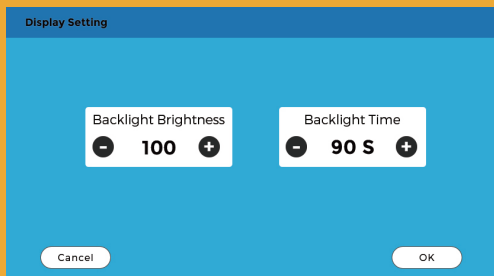 Display Setting
Backlight Brightness
- 100 +
Backlight Time
- 90 S +
Cancel
OK